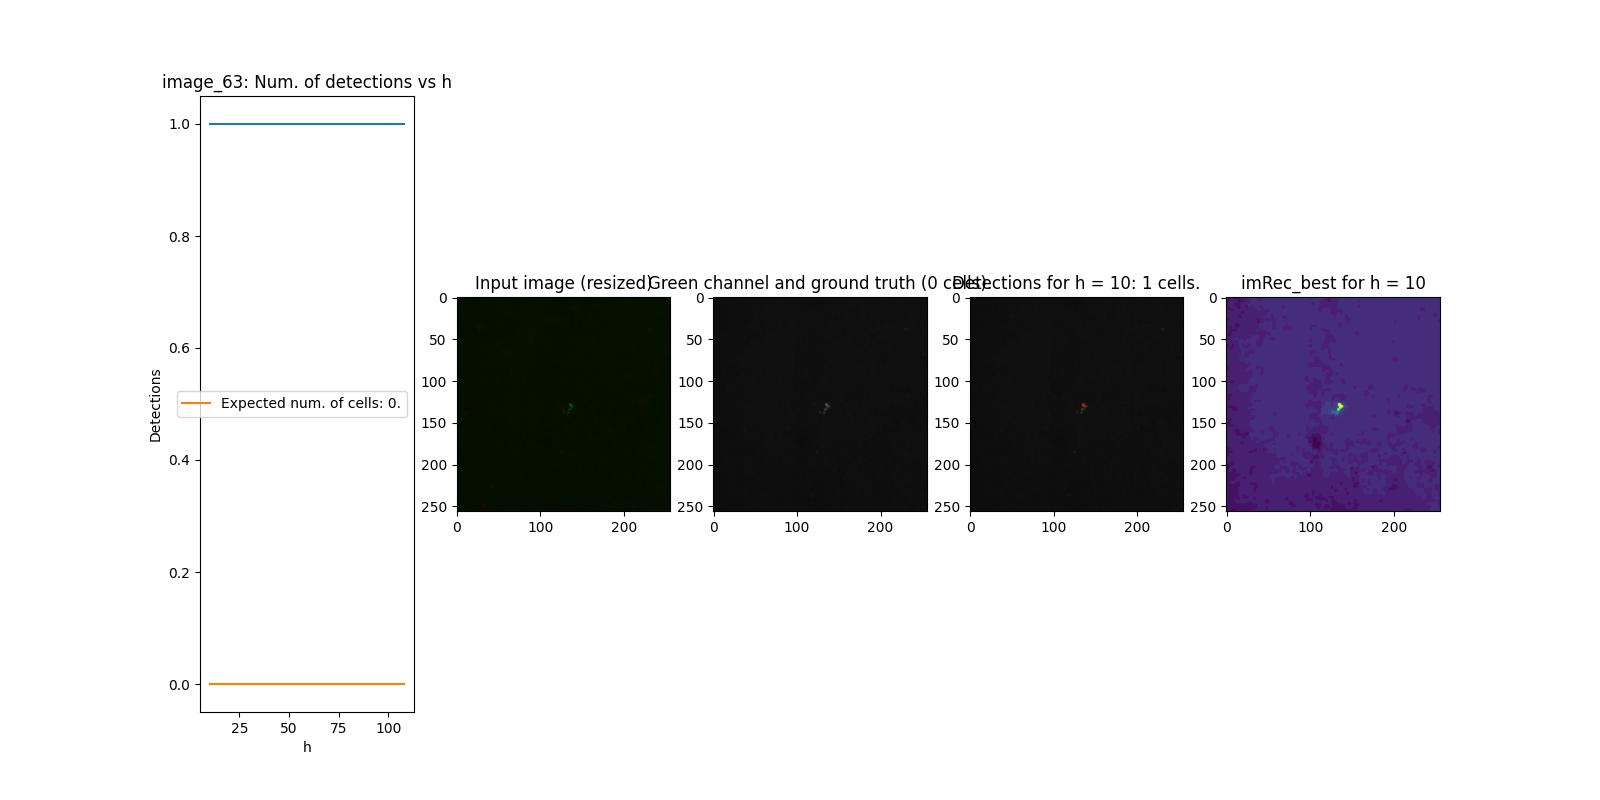 image_63: Num. of detections vs h
1.0
0.8
0.6
0.4
0.2
0.0
Detections
Expected num. of cells: 0.
25 50 75 100
h
Input image (resized)
0
50
100
150
200
250
0 100 200
Green channel and ground truth (0 cells)
0
50
100
150
200
250
0 100 200
Detections for h = 10: 1 cells.
0
50
100
150
200
250
0 100 200
imRec_best for h = 10
0
50
100
150
200
250
0 100 200